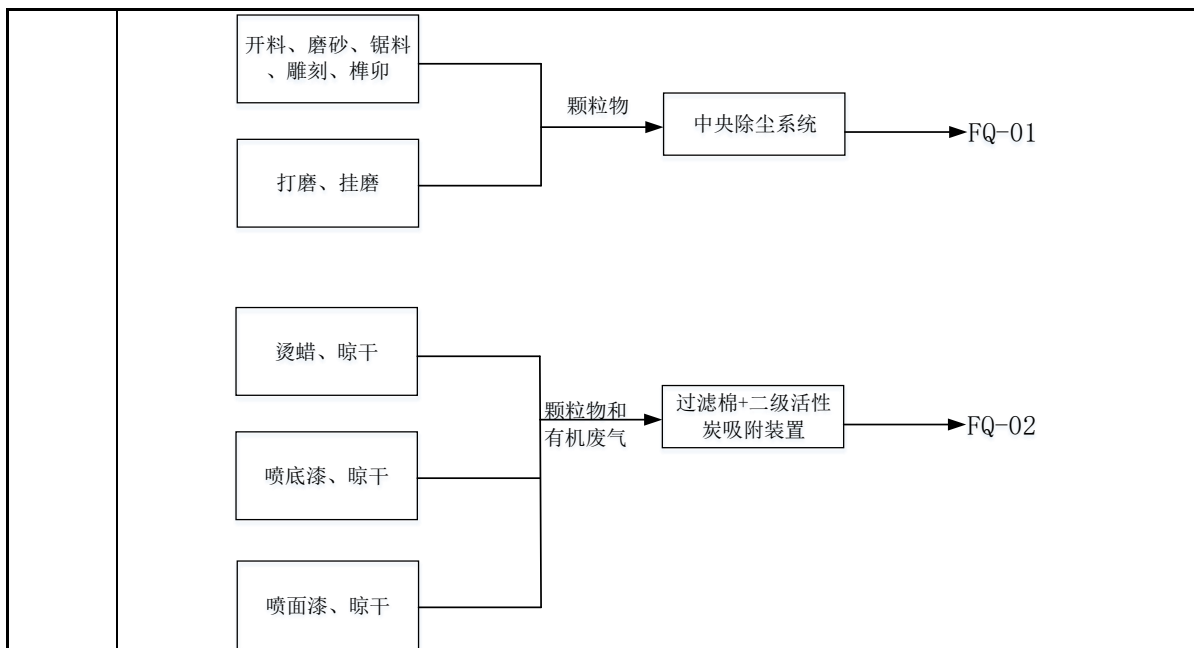 开料、磨砂、锯料
、雕刻、榫卯
颗粒物
中央除尘系统
FQ-01
打磨、挂磨
烫蜡、晾干
颗粒物和
有机废气
过滤棉+二级活性
炭吸附装置
FQ-02
喷底漆、晾干
喷面漆、晾干